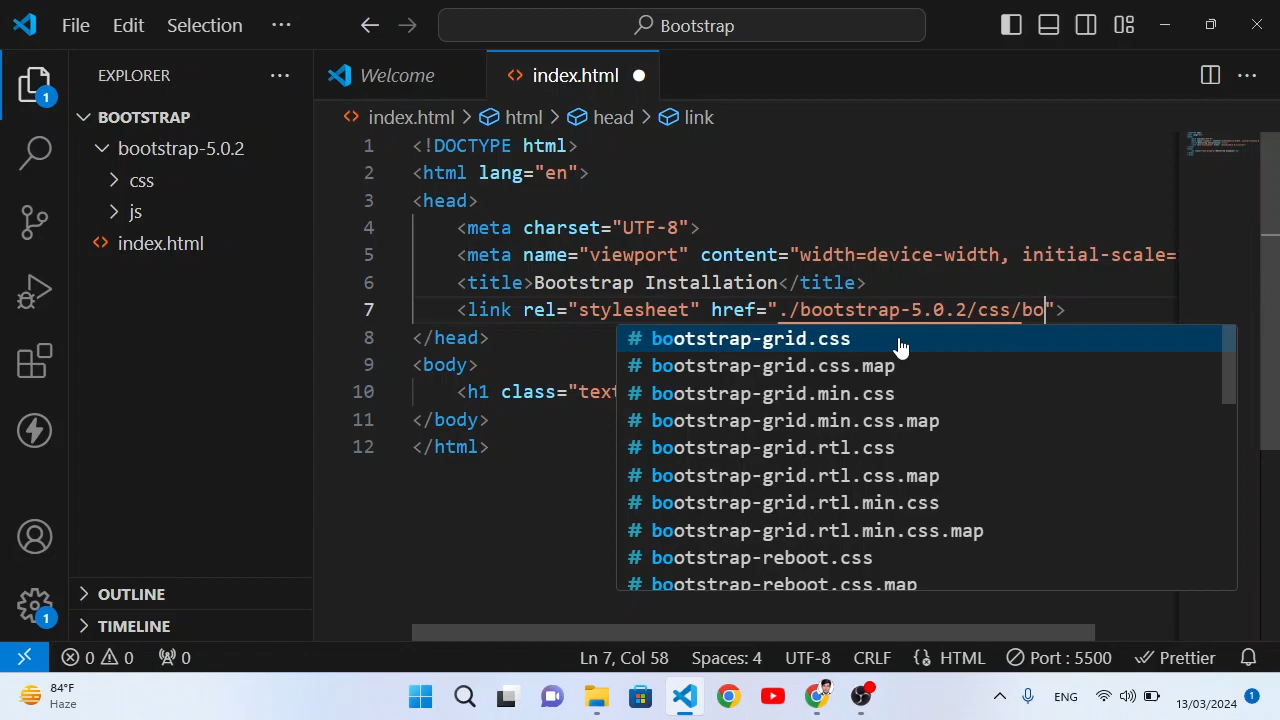 File Edit Selection ··· Bootstrap
EXPLORER ···
Welcome
index.html
index.html > html > head > link
BOOTSTRAP
bootstrap-5.0.2
css
js
index.html
1 <!DOCTYPE html>
2 <html lang="en">
3 <head>
4 <meta charset="UTF-8">
5 <meta name="viewport" content="width=device-width, initial-scale=
6 <title>Bootstrap Installation</title>
7 <link rel="stylesheet" href="./bootstrap-5.0.2/css/bo">
8 </head>
9 <body>
10 <h1 class="text
11 </body>
12 </html>
# bootstrap-grid.css
# bootstrap-grid.css.map
# bootstrap-grid.min.css
# bootstrap-grid.min.css.map
# bootstrap-grid.rtl.css
# bootstrap-grid.rtl.css.map
# bootstrap-grid.rtl.min.css
# bootstrap-grid.rtl.min.css.map
# bootstrap-reboot.css
# bootstrap-reboot.css.map
1
1
OUTLINE
TIMELINE
0 0 0 Ln 7, Col 58 Spaces: 4 UTF-8 CRLF {} HTML Port : 5500 Prettier
84°F
Haze
ENG
13/03/2024
1